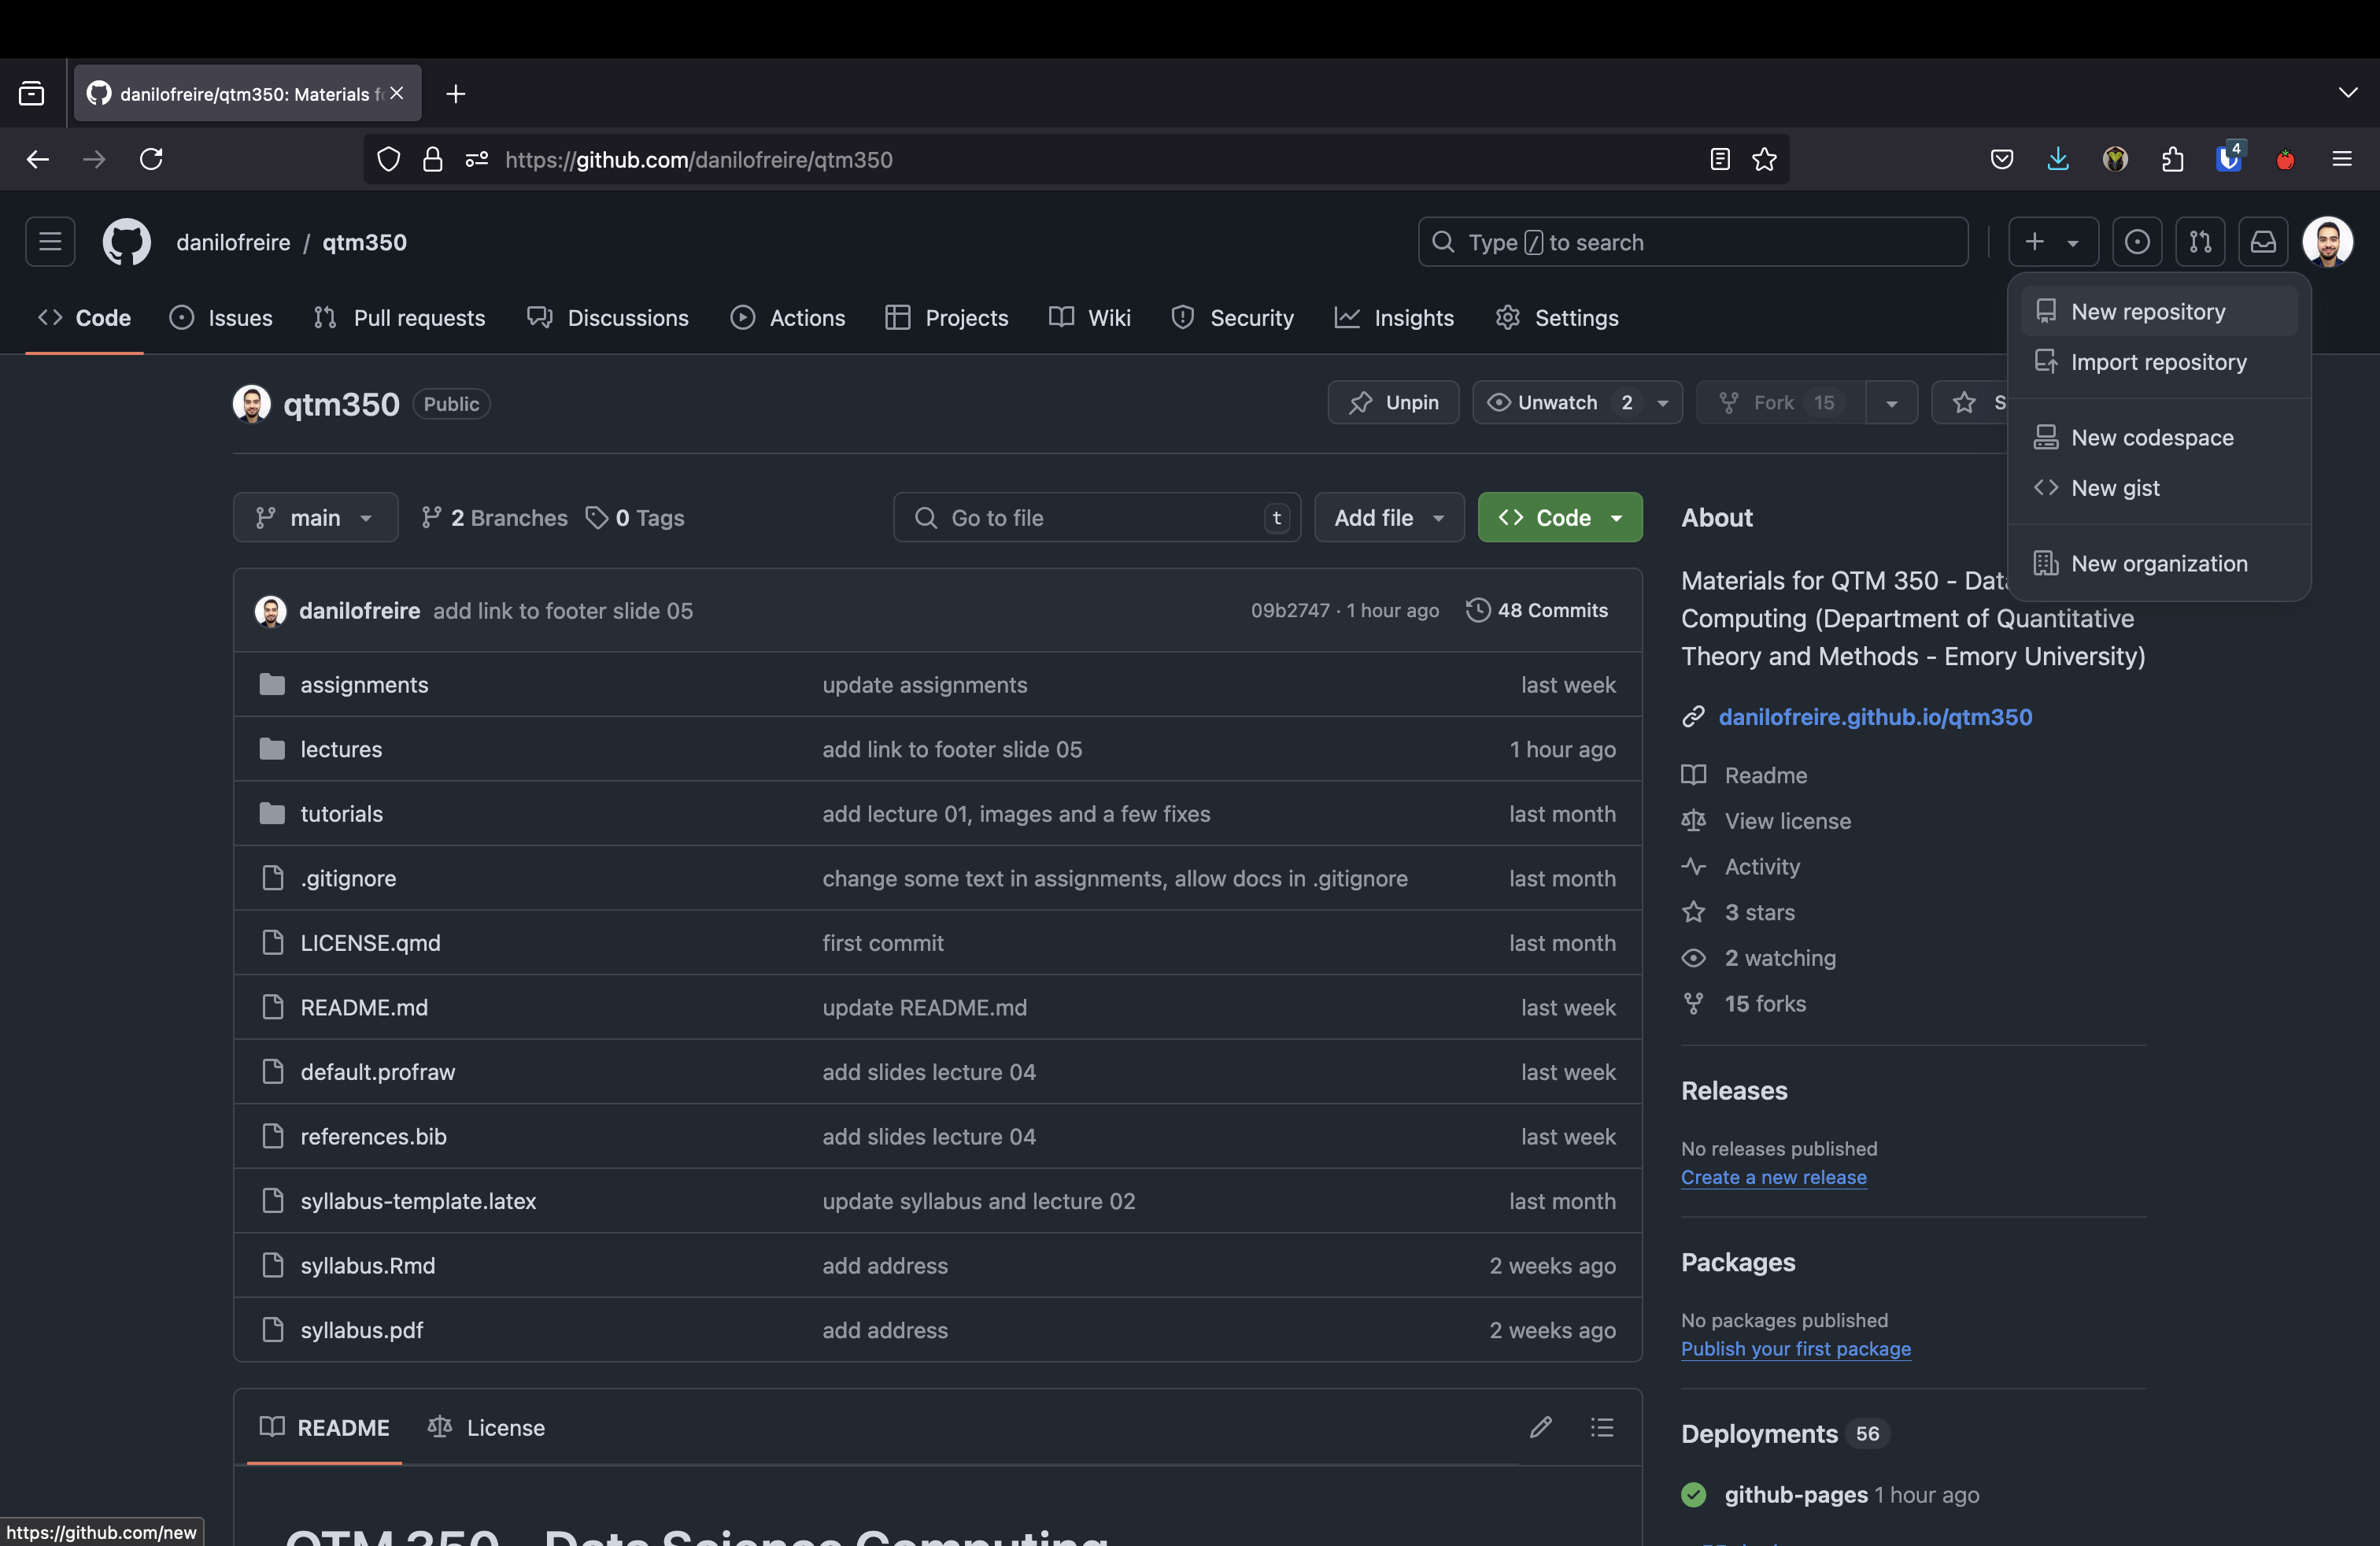 danilofreire/qtm350: Materials f
https://github.com/danilofreire/qtm350
4
danilofreire / qtm350
Type / to search
Code Issues Pull requests Discussions Actions Projects Wiki Security Insights Settings
New repository
Import repository
New codespace
New gist
New organization
qtm350 Public
Unpin Unwatch 2 Fork 15 S
main 2 Branches 0 Tags Go to file t Add file Code
danilofreire add link to footer slide 05 09b2747 · 1 hour ago 48 Commits
assignments update assignments last week
lectures add link to footer slide 05 1 hour ago
tutorials add lecture 01, images and a few fixes last month
.gitignore change some text in assignments, allow docs in .gitignore last month
LICENSE.qmd first commit last month
README.md update README.md last week
default.profraw add slides lecture 04 last week
references.bib add slides lecture 04 last week
syllabus-template.latex update syllabus and lecture 02 last month
syllabus.Rmd add address 2 weeks ago
syllabus.pdf add address 2 weeks ago
README License
QTM 350 - Data Science Computing
About
Materials for QTM 350 - Data
Computing (Department of Quantitative
Theory and Methods - Emory University)
danilofreire.github.io/qtm350
Readme
View license
Activity
3 stars
2 watching
15 forks
Releases
No releases published
Create a new release
Packages
No packages published
Publish your first package
Deployments 56
github-pages 1 hour ago
https://github.com/new